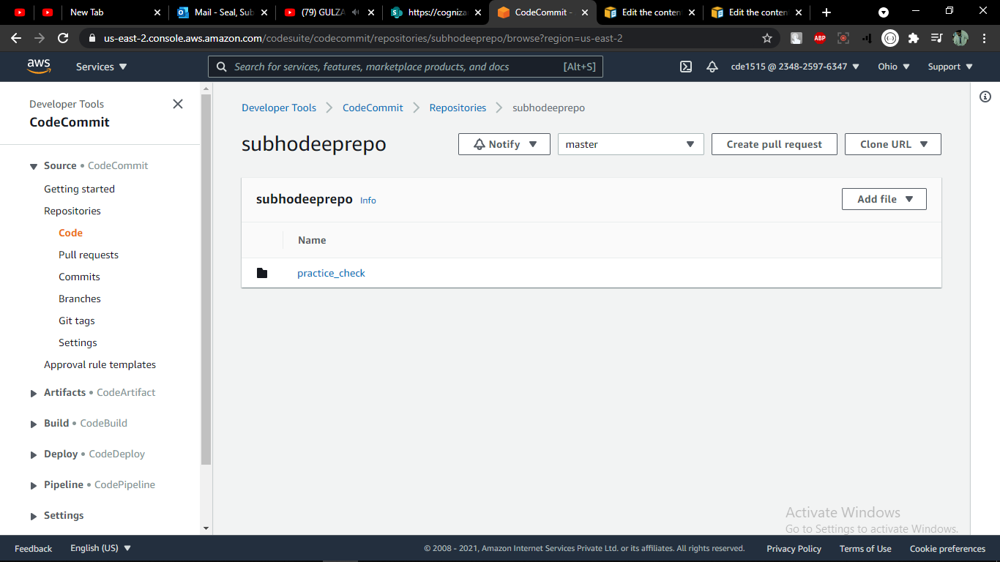 New Tab
Mail - Seal, Sub
(79) GULZA
https://cogniza
CodeCommit -
Edit the conten
Edit the conten
us-east-2.console.aws.amazon.com/codesuite/codecommit/repositories/subhodeeprepo/browse?region=us-east-2
ABP
aws
Services
Search for services, features, marketplace products, and docs
[Alt+S]
cde1515 @ 2348-2597-6347
Ohio
Support
Developer Tools
CodeCommit
Source • CodeCommit
Getting started
Repositories
Code
Pull requests
Commits
Branches
Git tags
Settings
Approval rule templates
Artifacts • CodeArtifact
Build • CodeBuild
Deploy • CodeDeploy
Pipeline • CodePipeline
Settings
Developer Tools
CodeCommit
Repositories
subhodeeprepo
subhodeeprepo
Notify
master
Create pull request
Clone URL
subhodeeprepo Info
Add file
Name
practice_check
Activate Windows
Go to Settings to activate Windows.
Feedback
English (US)
© 2008 - 2021, Amazon Internet Services Private Ltd. or its affiliates. All rights reserved.
Privacy Policy
Terms of Use
Cookie preferences